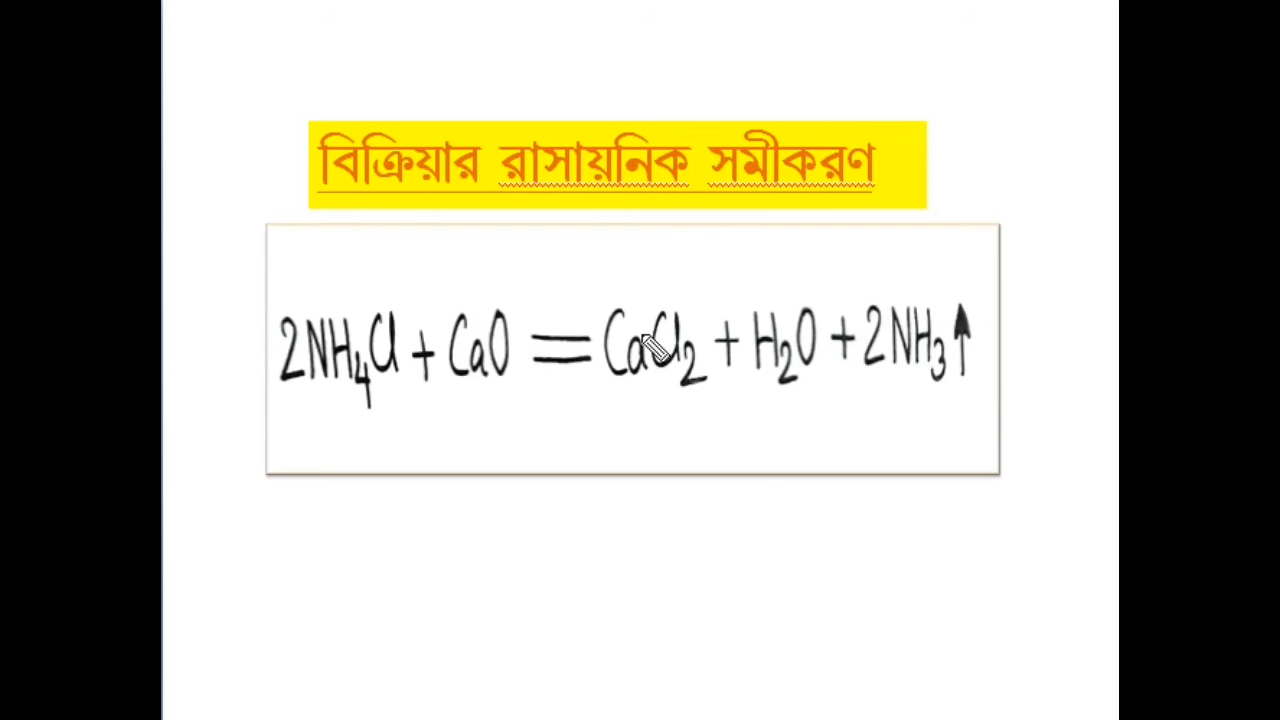 বিক্রিয়ার রাসায়নিক সমীকরণ
2NH₄Cl + CaO = CaCl₂ + H₂O + 2NH₃↑